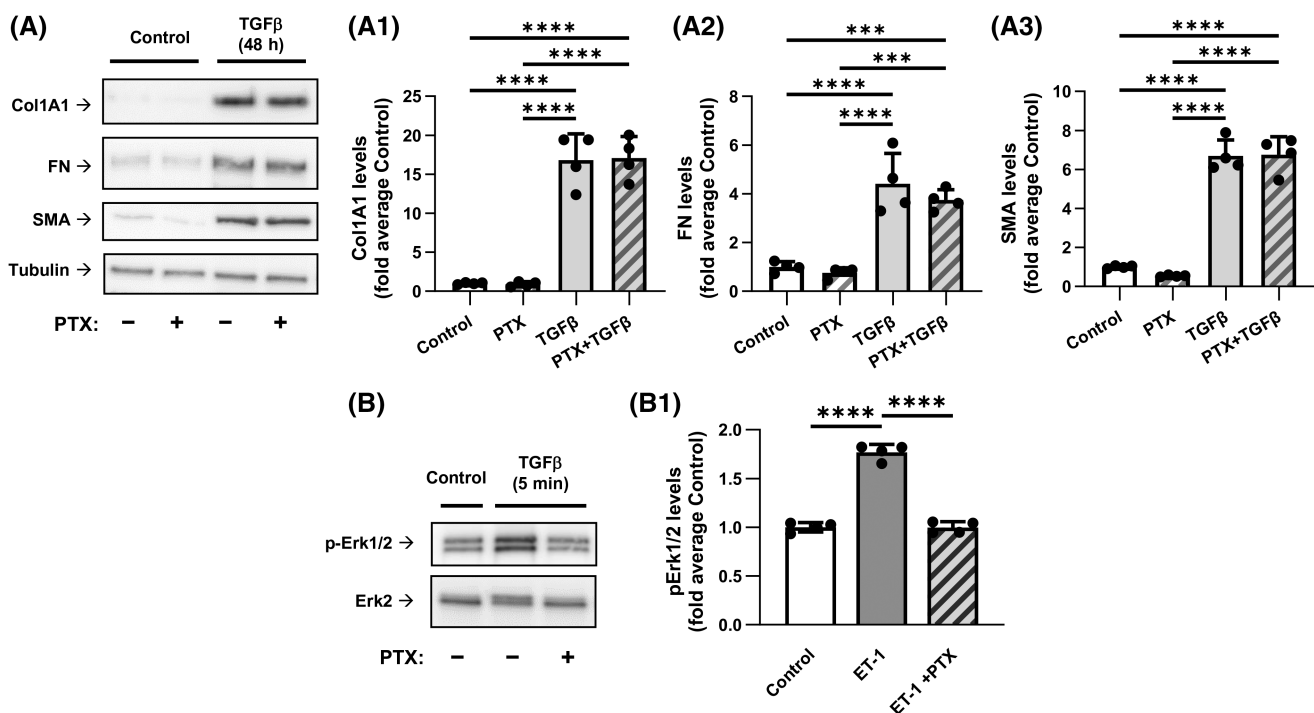 (A)
Control
TGFβ
(48 h)
Col1A1 →
FN →
SMA →
Tubulin →
PTX: − + − +
(A1)
****
****
****
****
Col1A1 levels
(fold average Control)
25
20
15
10
5
0
Control
PTX
TGFβ
PTX+TGFβ
(A2)
***
***
****
****
FN levels
(fold average Control)
8
6
4
2
0
Control
PTX
TGFβ
PTX+TGFβ
(A3)
****
****
****
****
SMA levels
(fold average Control)
10
8
6
4
2
0
Control
PTX
TGFβ
PTX+TGFβ
(B)
Control
TGFβ
(5 min)
p-Erk1/2 →
Erk2 →
PTX: − − +
(B1)
****
****
pErk1/2 levels
(fold average Control)
2.0
1.5
1.0
0.5
0.0
Control
ET-1
ET-1 +PTX